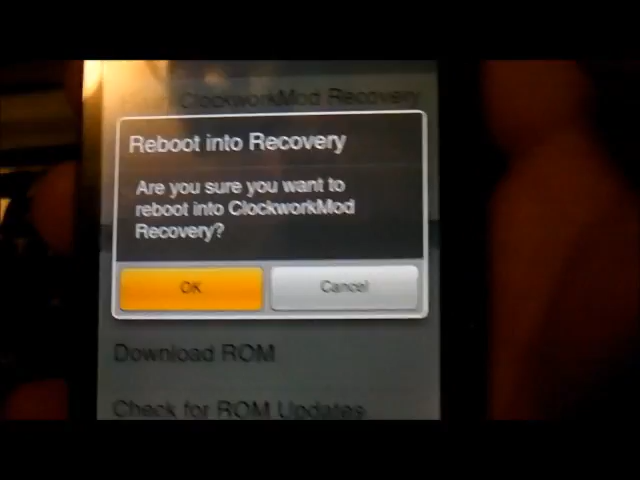 ClockworkMod Recovery
Reboot into Recovery
Are you sure you want to
reboot into ClockworkMod
Recovery?
OK Cancel
Download ROM
Check for ROM Updates